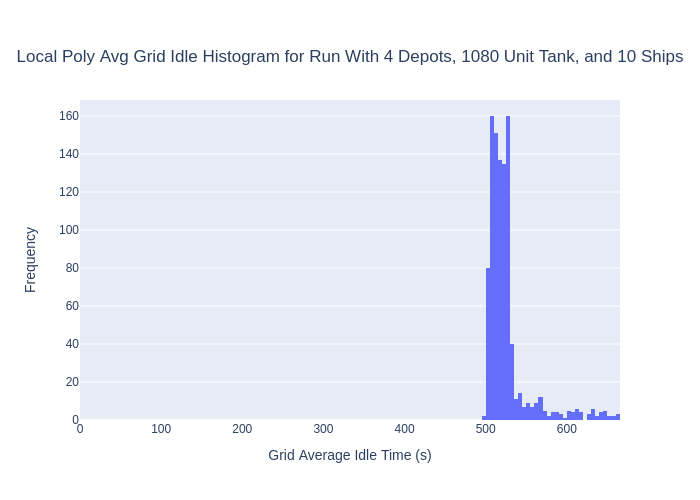 Local Poly Avg Grid Idle Histogram for Run With 4 Depots, 1080 Unit Tank, and 10 Ships
160
140
120
100
80
60
40
20
0
0 100 200 300 400 500 600
Frequency
Grid Average Idle Time (s)